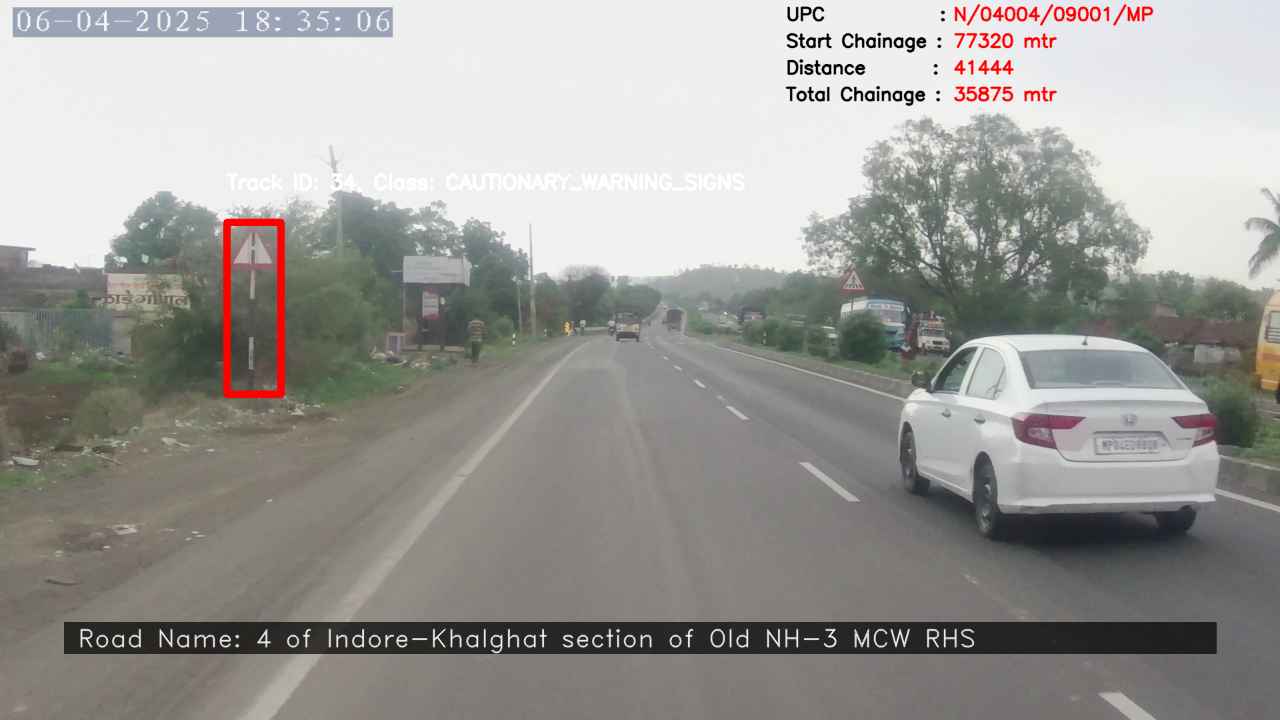 06-04-2025 18:35:06
UPC : N/04004/09001/MP
Start Chainage : 77320 mtr
Distance : 41444
Total Chainage : 35875 mtr
Track ID: 34, Class: CAUTIONARY_WARNING_SIGNS
Road Name: 4 of Indore-Khalghat section of Old NH-3 MCW RHS